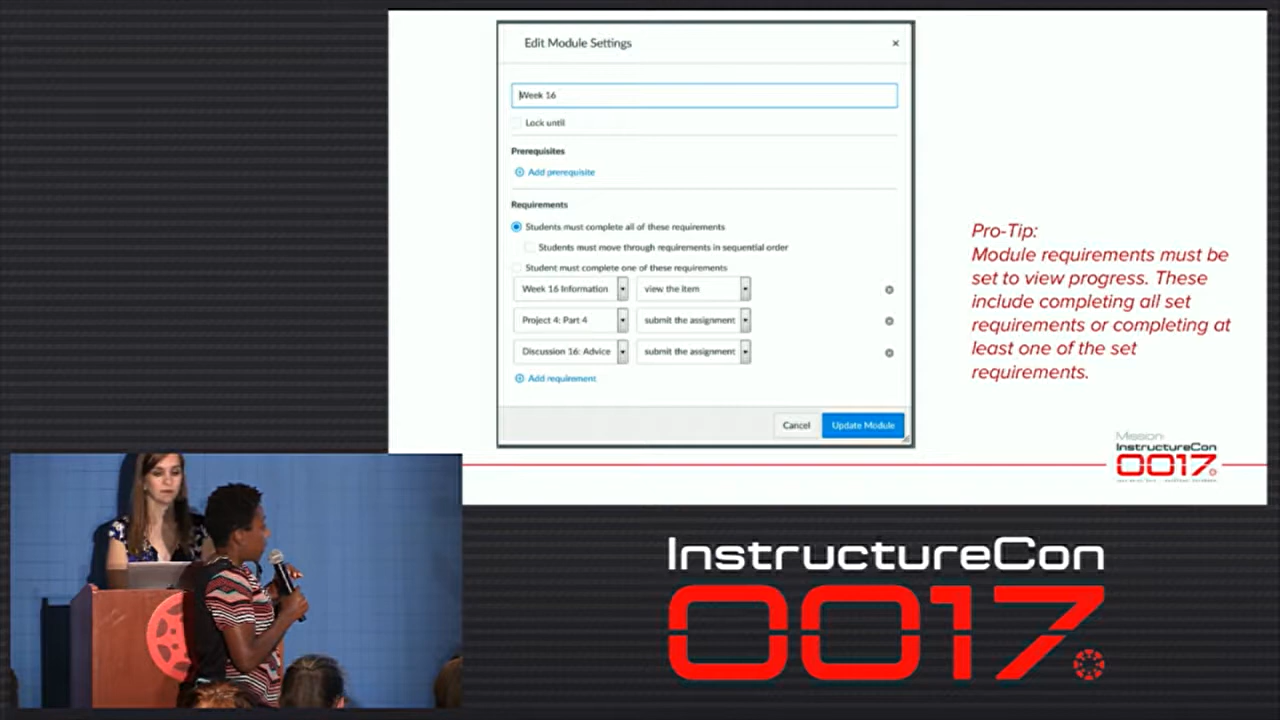 Edit Module Settings
Week 16
Lock until
Prerequisites
Add prerequisite
Requirements
Students must complete all of these requirements
Students must move through requirements in sequential order
Student must complete one of these requirements
Week 16 Information view the item
Project 4: Part 4 submit the assignment
Discussion 16: Advice submit the assignment
Add requirement
Cancel Update Module
Pro-Tip:
Module requirements must be
set to view progress. These
include completing all set
requirements or completing at
least one of the set
requirements.
Mission:
InstructureCon
0017
InstructureCon
0017